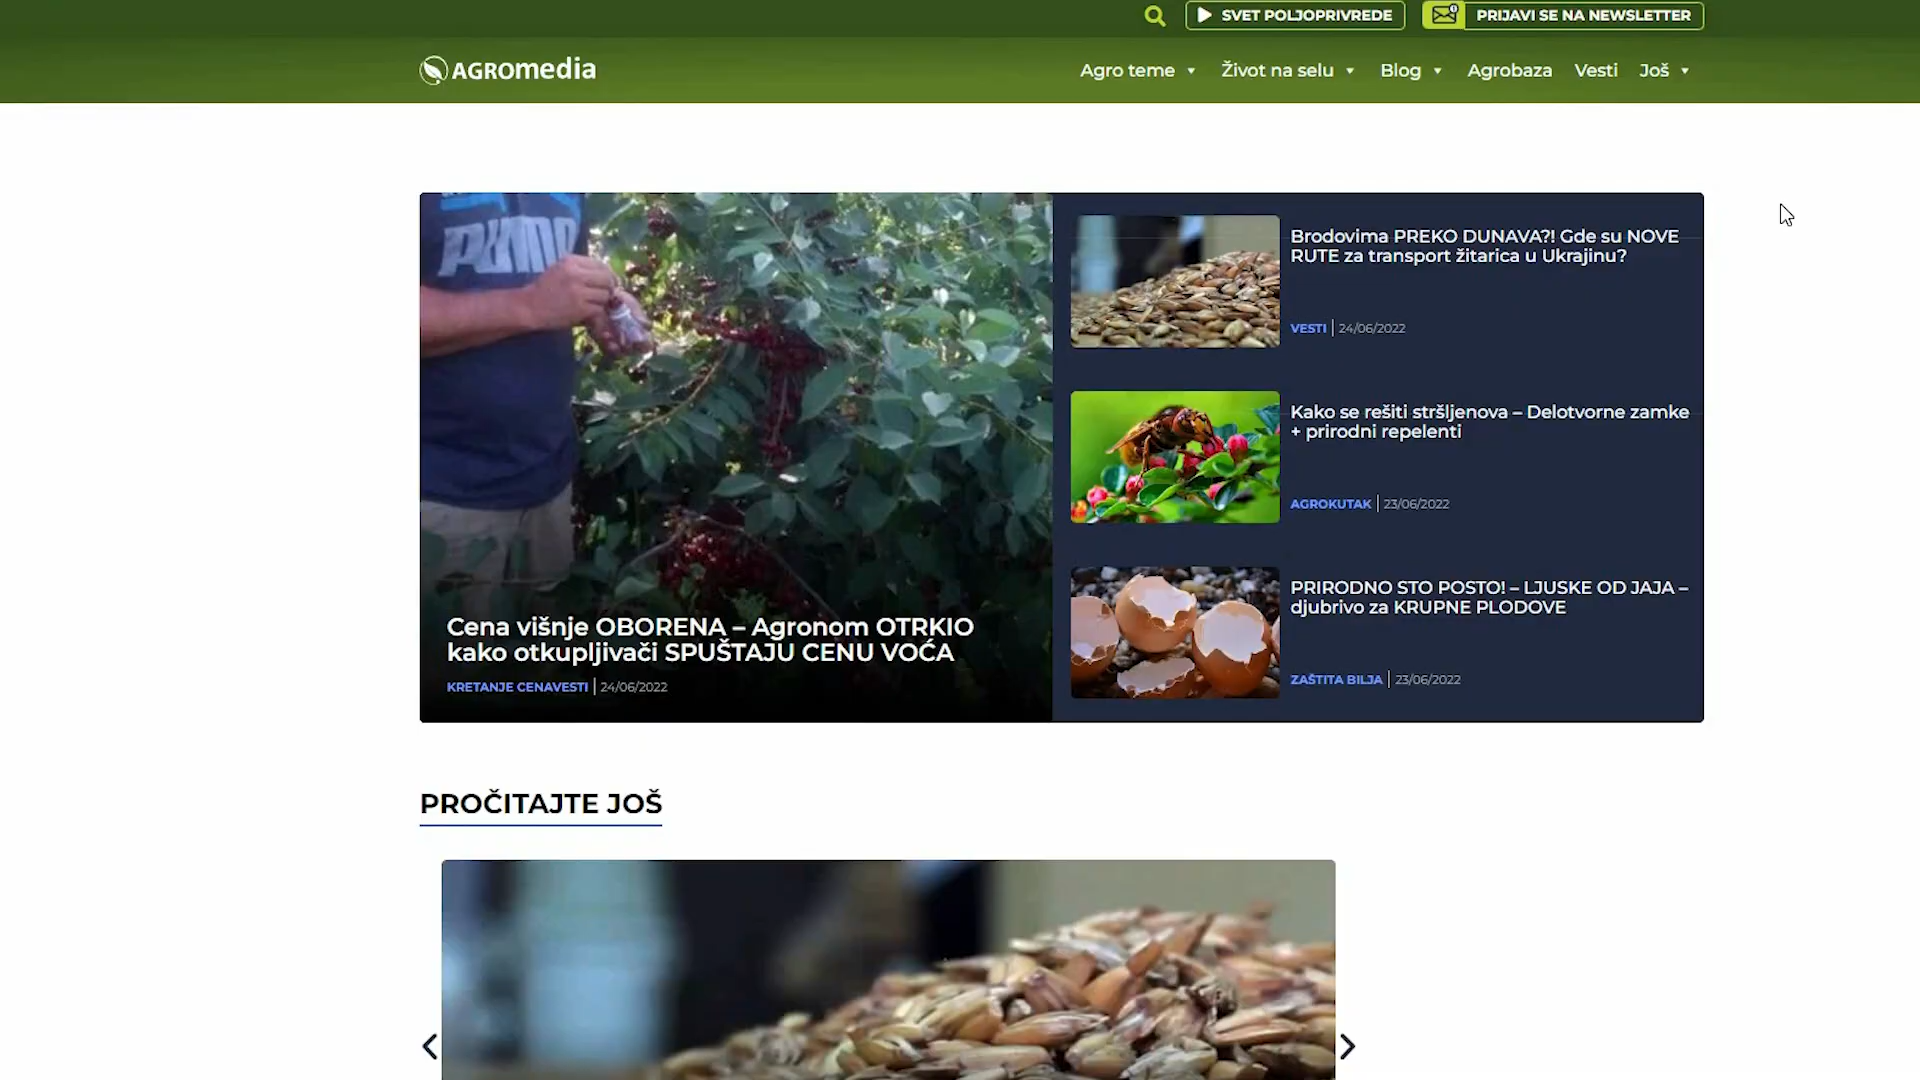 SVET POLJOPRIVREDE
PRIJAVI SE NA NEWSLETTER
AGROmedia
Agro teme
Život na selu
Blog
Agrobaza
Vesti
Još
PUMA
Cena višnje OBORENA – Agronom OTRKIO
kako otkupljivači SPUŠTAJU CENU VOĆA
KRETANJE CENAVESTI | 24/06/2022
Brodovima PREKO DUNAVA?! Gde su NOVE
RUTE za transport žitarica u Ukrajinu?
VESTI | 24/06/2022
Kako se rešiti stršljenova – Delotvorne zamke
+ prirodni repelenti
AGROKUTAK | 23/06/2022
PRIRODNO STO POSTO! – LJUSKE OD JAJA –
djubrivo za KRUPNE PLODOVE
ZAŠTITA BILJA | 23/06/2022
PROČITAJTE JOŠ